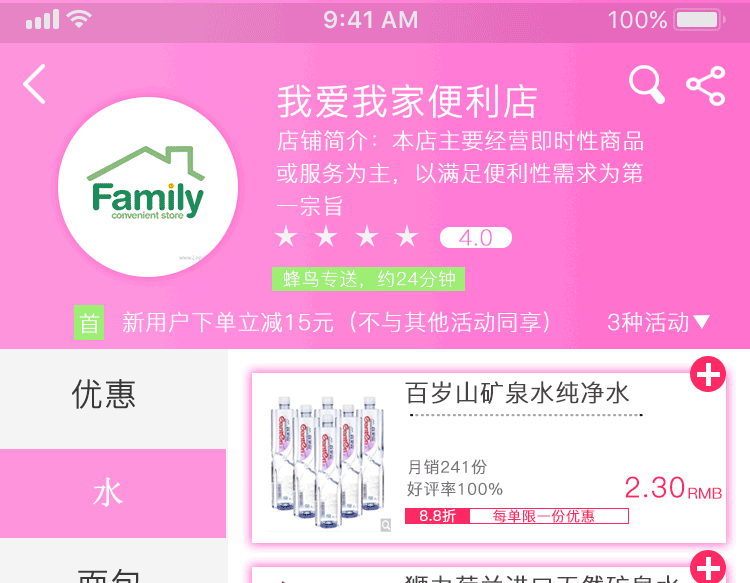 9:41 AM
100%
我爱我家便利店
店铺简介：本店主要经营即时性商品
或服务为主，以满足便利性需求为第
一宗旨
Family
convenient store
4.0
蜂鸟专送，约24分钟
首
新用户下单立减15元（不与其他活动同享）
3种活动
优惠
水
面包
百岁山矿泉水纯净水
月销241份
好评率100%
2.30RMB
8.8折
每单限一份优惠